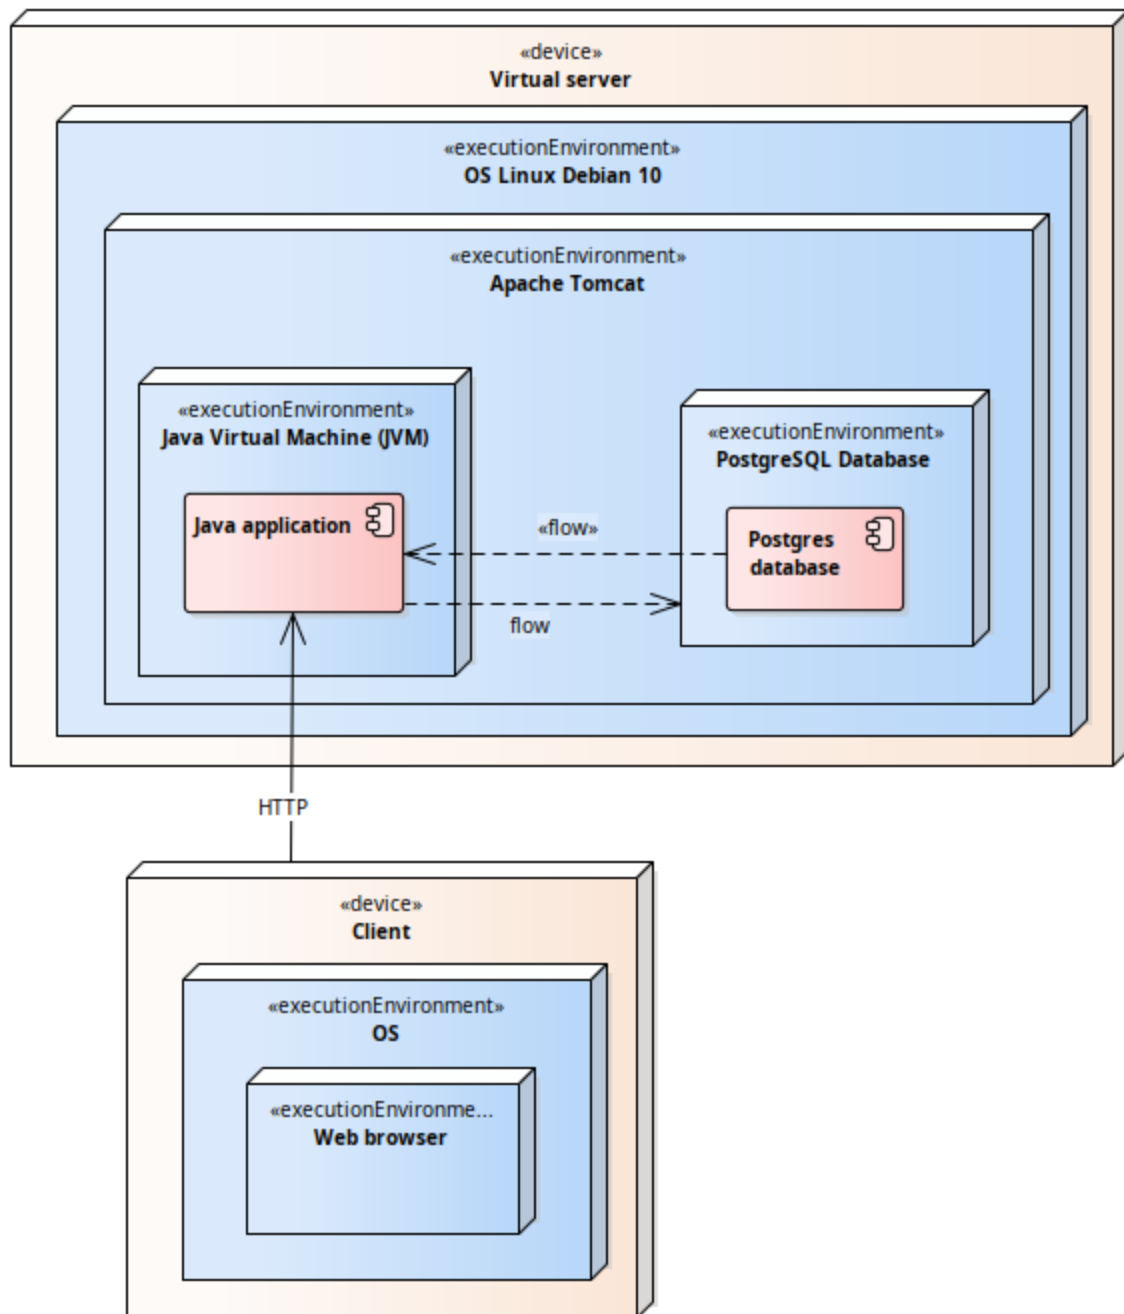 «device»
Virtual server
«executionEnvironment»
OS Linux Debian 10
«executionEnvironment»
Apache Tomcat
«executionEnvironment»
Java Virtual Machine (JVM)
Java application
«executionEnvironment»
PostgreSQL Database
Postgres
database
«flow»
flow
HTTP
«device»
Client
«executionEnvironment»
OS
«executionEnvironme...
Web browser